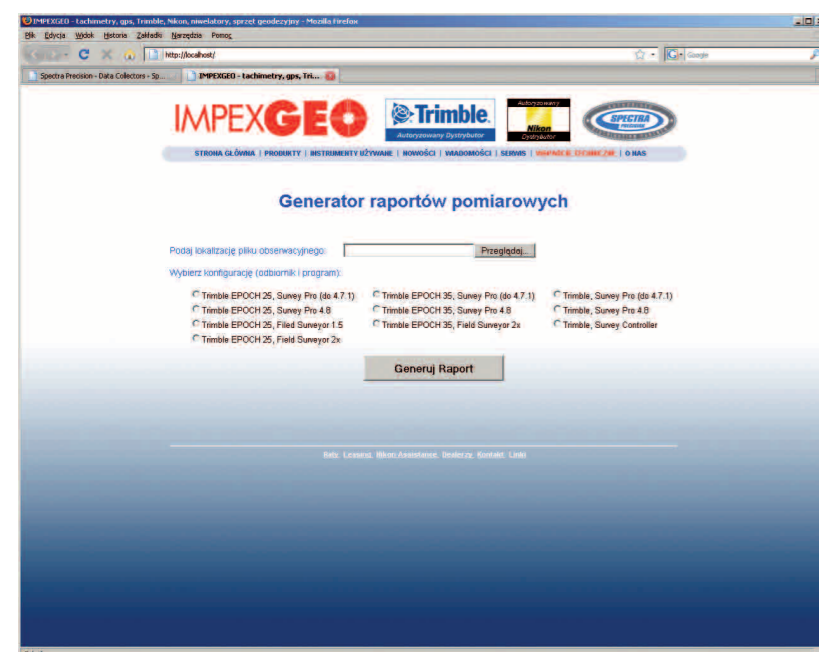 IMPEXGEO - tachimetry, gps, Trimble, Nikon, niwelatory, sprzet geodezyjny - Mozilla Firefox
Plik Edycja Widok Historia Zakładki Narzędzia Pomoc
http://localhost/
Google
Spectra Precision - Data Collectors - Sp...
IMPEXGEO - tachimetry, gps, Tri...
IMPEXGEO
Trimble.
Autoryzowany Dystrybutor
Autoryzowany
Nikon
Dystrybutor
SPECTRA
PRECISION
STRONA GŁÓWNA | PRODUKTY | INSTRUMENTY UŻYWANE | NOWOŚCI | WIADOMOŚCI | SERWIS | WSPARCIE TECHNICZNE | O NAS
Generator raportów pomiarowych
Podaj lokalizację pliku obserwacyjnego:
Przeglądaj...
Wybierz konfigurację (odbiornik i program):
Trimble EPOCH 25, Survey Pro (do 4.7.1) Trimble EPOCH 35, Survey Pro (do 4.7.1) Trimble, Survey Pro (do 4.7.1)
Trimble EPOCH 25, Survey Pro 4.8 Trimble EPOCH 35, Survey Pro 4.8 Trimble, Survey Pro 4.8
Trimble EPOCH 25, Filed Surveyor 1.5 Trimble EPOCH 35, Field Surveyor 2x Trimble, Survey Controller
Trimble EPOCH 25, Field Surveyor 2x
Generuj Raport
Raty Leasing Nikon Assistance Dealerzy Kontakt Linki